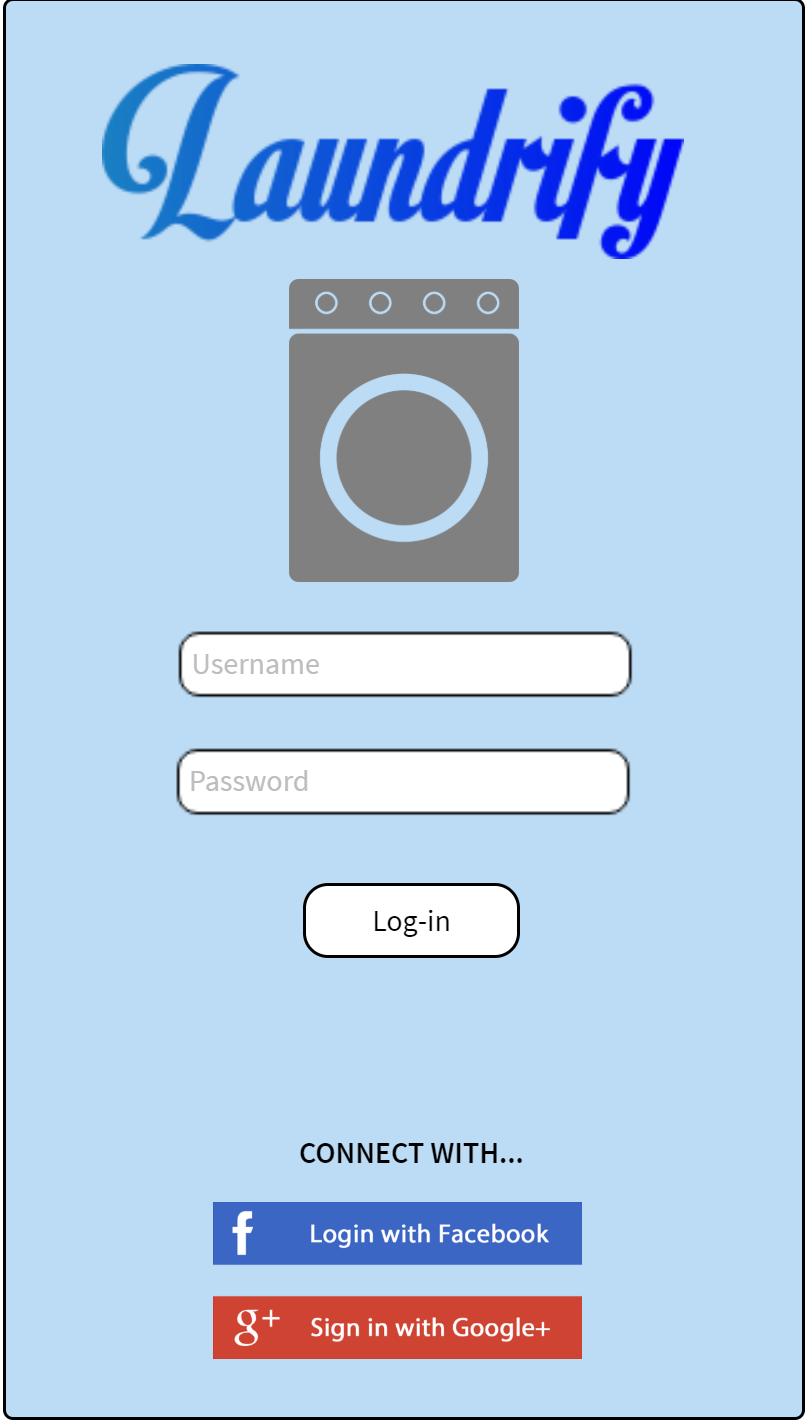 Laundrify
Username
Password
Log-in
CONNECT WITH...
f Login with Facebook
g+ Sign in with Google+